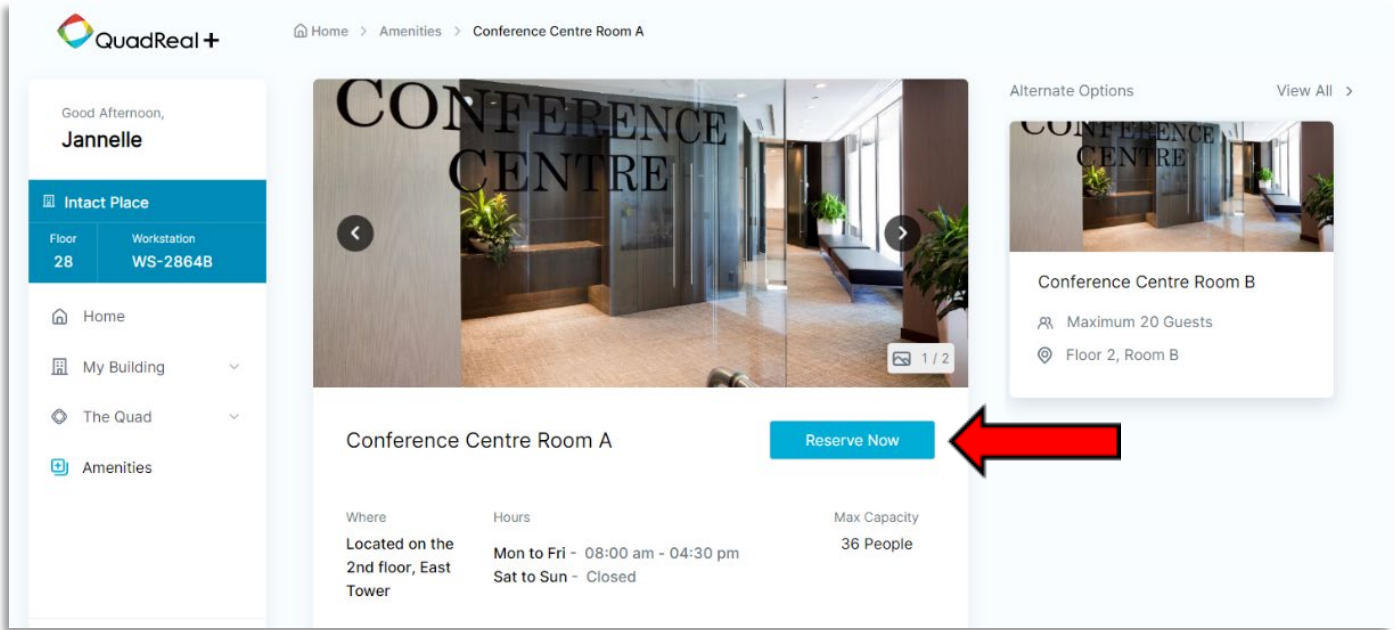 QuadReal+
Home > Amenities > Conference Centre Room A
Good Afternoon,
Jannelle
Intact Place
Floor Workstation
28 WS-2864B
Home
My Building
The Quad
Amenities
CONFERENCE
CENTRE
1 / 2
Conference Centre Room A
Reserve Now
Where
Located on the
2nd floor, East
Tower
Hours
Mon to Fri - 08:00 am - 04:30 pm
Sat to Sun - Closed
Max Capacity
36 People
Alternate Options View All >
CONFERENCE
CENTRE
Conference Centre Room B
Maximum 20 Guests
Floor 2, Room B